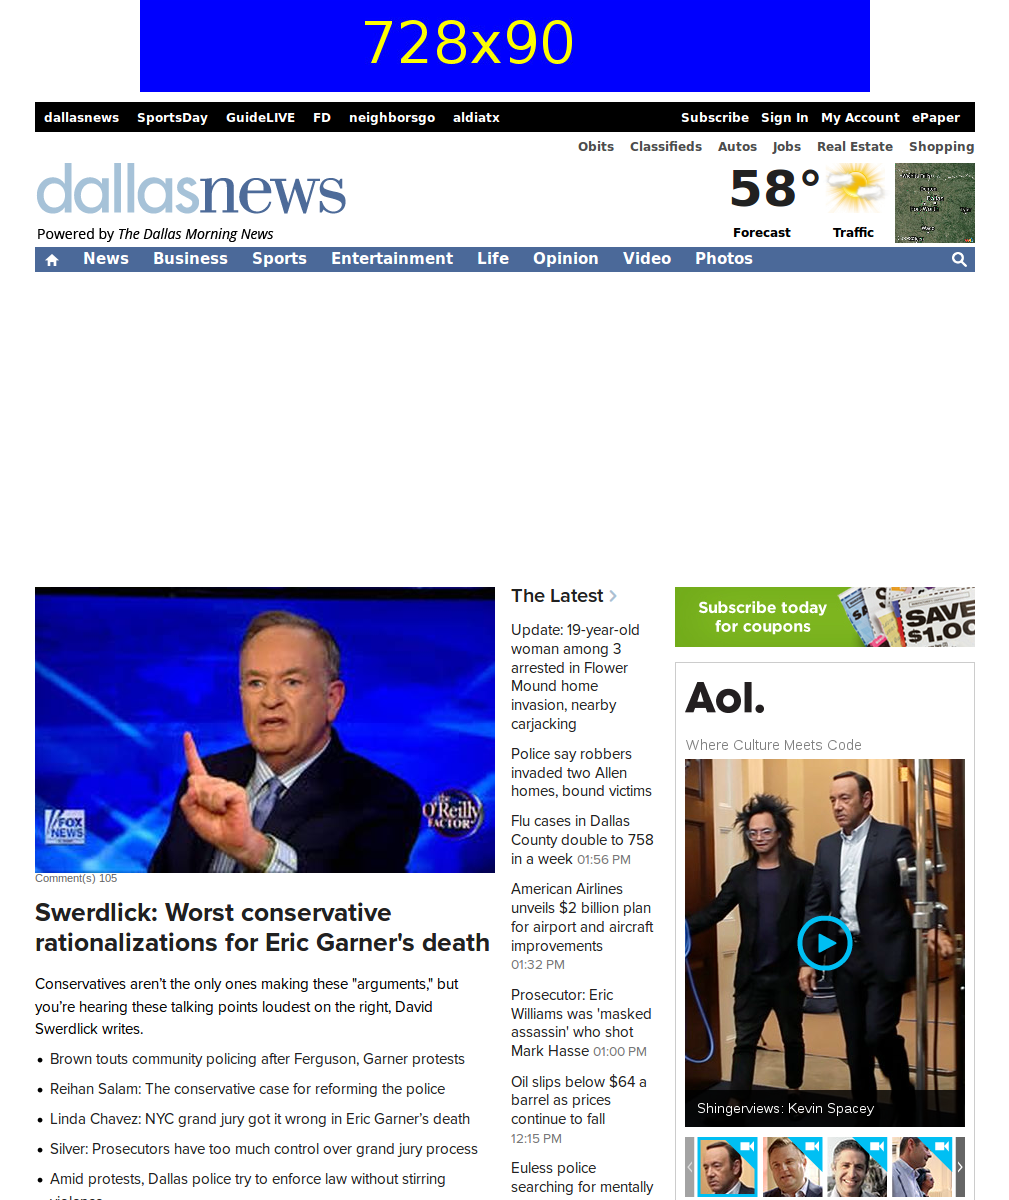 728x90
dallasnews SportsDay GuideLIVE FD neighborsgo aldiatx Subscribe Sign In My Account ePaper
Obits Classifieds Autos Jobs Real Estate Shopping
dallasnews
58°
Powered by The Dallas Morning News
Forecast Traffic
News Business Sports Entertainment Life Opinion Video Photos
FOX
NEWS
the
O'Reilly
FACTOR
Comment(s) 105
Swerdlick: Worst conservative
rationalizations for Eric Garner's death
Conservatives aren’t the only ones making these "arguments," but
you’re hearing these talking points loudest on the right, David
Swerdlick writes.
• Brown touts community policing after Ferguson, Garner protests
• Reihan Salam: The conservative case for reforming the police
• Linda Chavez: NYC grand jury got it wrong in Eric Garner’s death
• Silver: Prosecutors have too much control over grand jury process
• Amid protests, Dallas police try to enforce law without stirring
The Latest
Update: 19-year-old
woman among 3
arrested in Flower
Mound home
invasion, nearby
carjacking
Police say robbers
invaded two Allen
homes, bound victims
Flu cases in Dallas
County double to 758
in a week 01:56 PM
American Airlines
unveils $2 billion plan
for airport and aircraft
improvements
01:32 PM
Prosecutor: Eric
Williams was 'masked
assassin' who shot
Mark Hasse 01:00 PM
Oil slips below $64 a
barrel as prices
continue to fall
12:15 PM
Euless police
searching for mentally
Subscribe today
for coupons
SAVE
$1.00
Aol.
Where Culture Meets Code
Shingerviews: Kevin Spacey